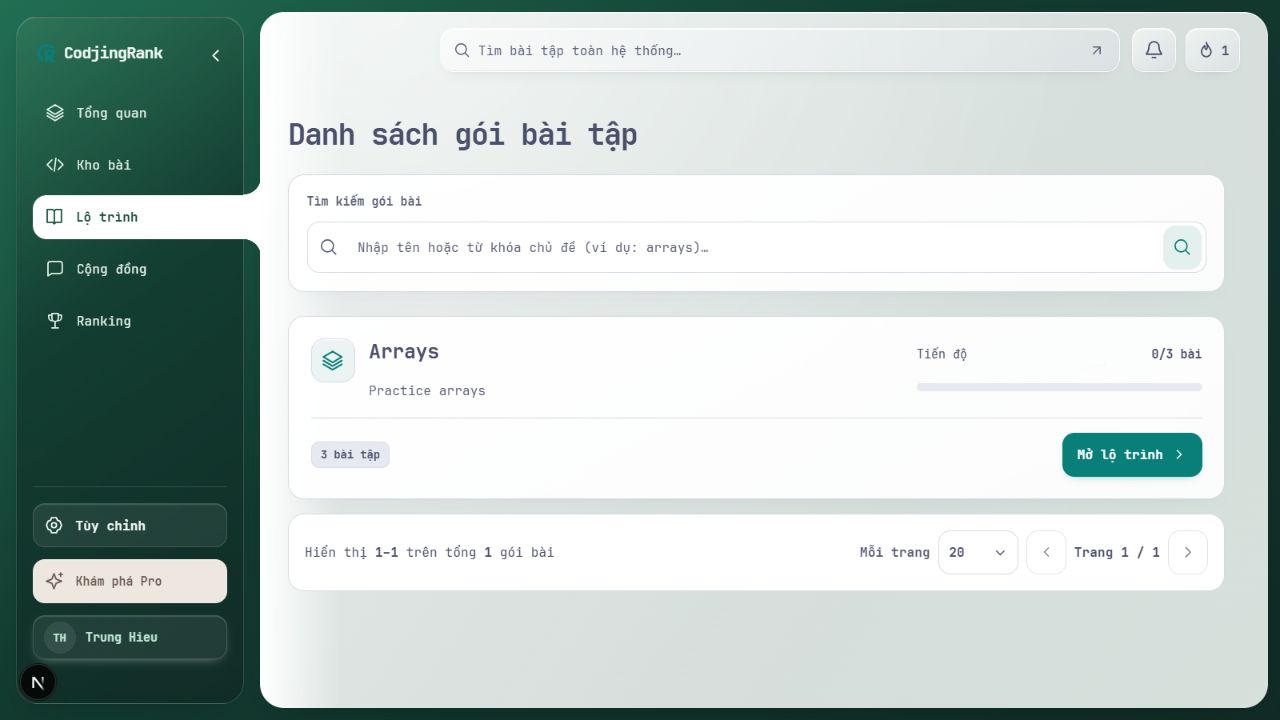 CodjingRank
Tổng quan
Kho bài
Lộ trình
Cộng đồng
Ranking
Tùy chỉnh
Khám phá Pro
TH Trung Hieu
N
Tìm bài tập toàn hệ thống…
1
Danh sách gói bài tập
Tìm kiếm gói bài
Nhập tên hoặc từ khóa chủ đề (ví dụ: arrays)…
Arrays
Practice arrays
Tiến độ 0/3 bài
3 bài tập
Mở lộ trình
Hiển thị 1–1 trên tổng 1 gói bài
Mỗi trang 20 Trang 1 / 1